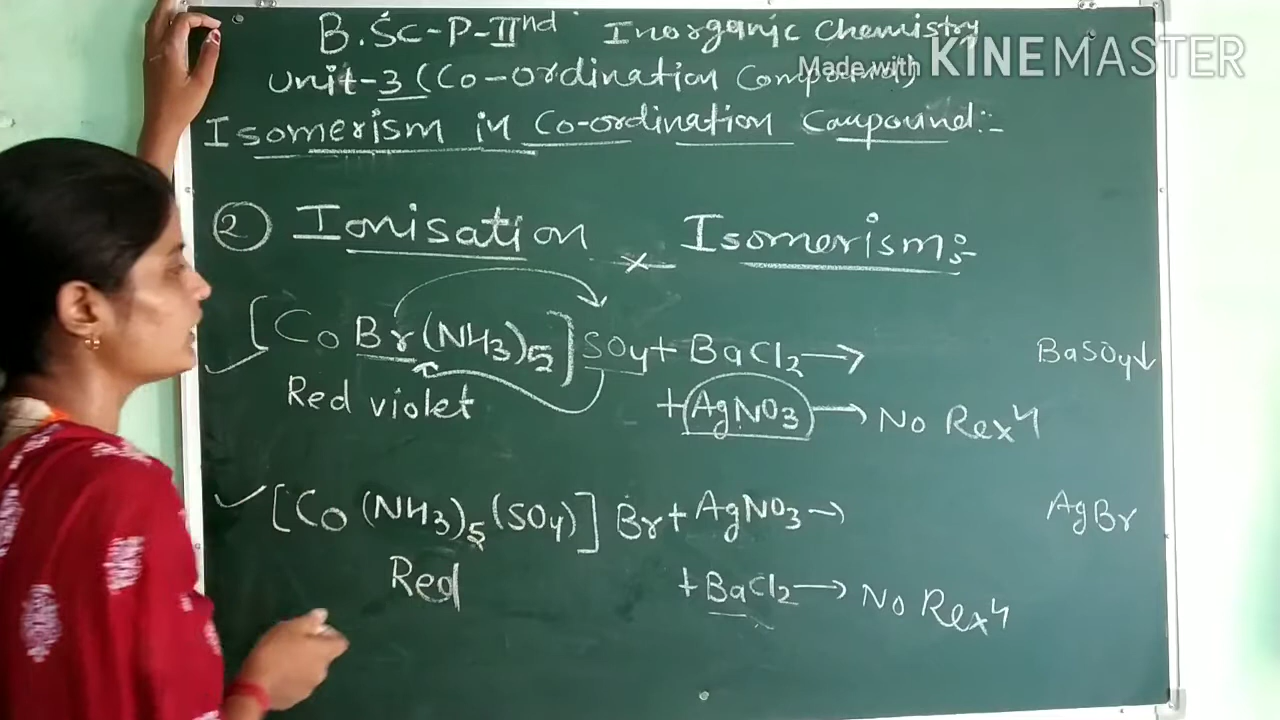 B.Sc-P-IInd Inorganic Chemistry
Made with KINEMASTER
Unit-3 (Co-ordination Compound)
Isomerism in Co-ordination Compound:-
② Ionisation Isomerism:-
[CoBr(NH3)5]SO4 + BaCl2 → BaSO4↓
Red violet + AgNO3 → No Rexn
[Co(NH3)5(SO4)]Br + AgNO3 → AgBr
Red + BaCl2 → No Rexn